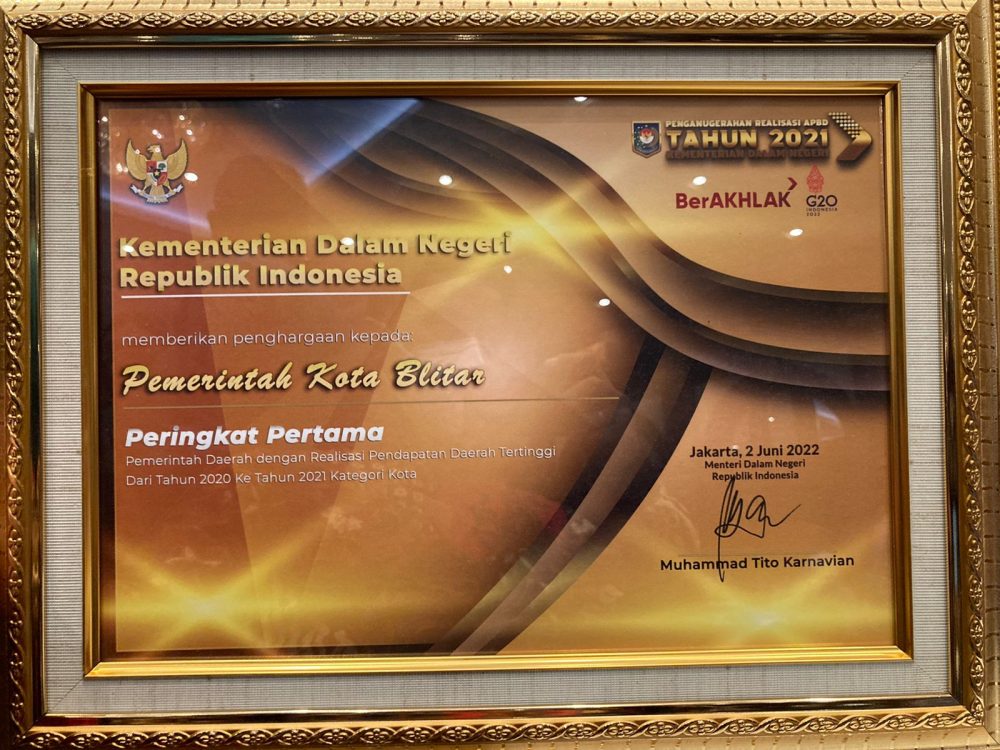 PENGANUGERAHAN REALISASI APBD
TAHUN 2021
KEMENTERIAN DALAM NEGERI
BerAKHLAK
G20
INDONESIA
2022
Kementerian Dalam Negeri
Republik Indonesia
memberikan penghargaan kepada:
Pemerintah Kota Blitar
Peringkat Pertama
Pemerintah Daerah dengan Realisasi Pendapatan Daerah Tertinggi
Dari Tahun 2020 Ke Tahun 2021 Kategori Kota
Jakarta, 2 Juni 2022
Menteri Dalam Negeri
Republik Indonesia
Muhammad Tito Karnavian